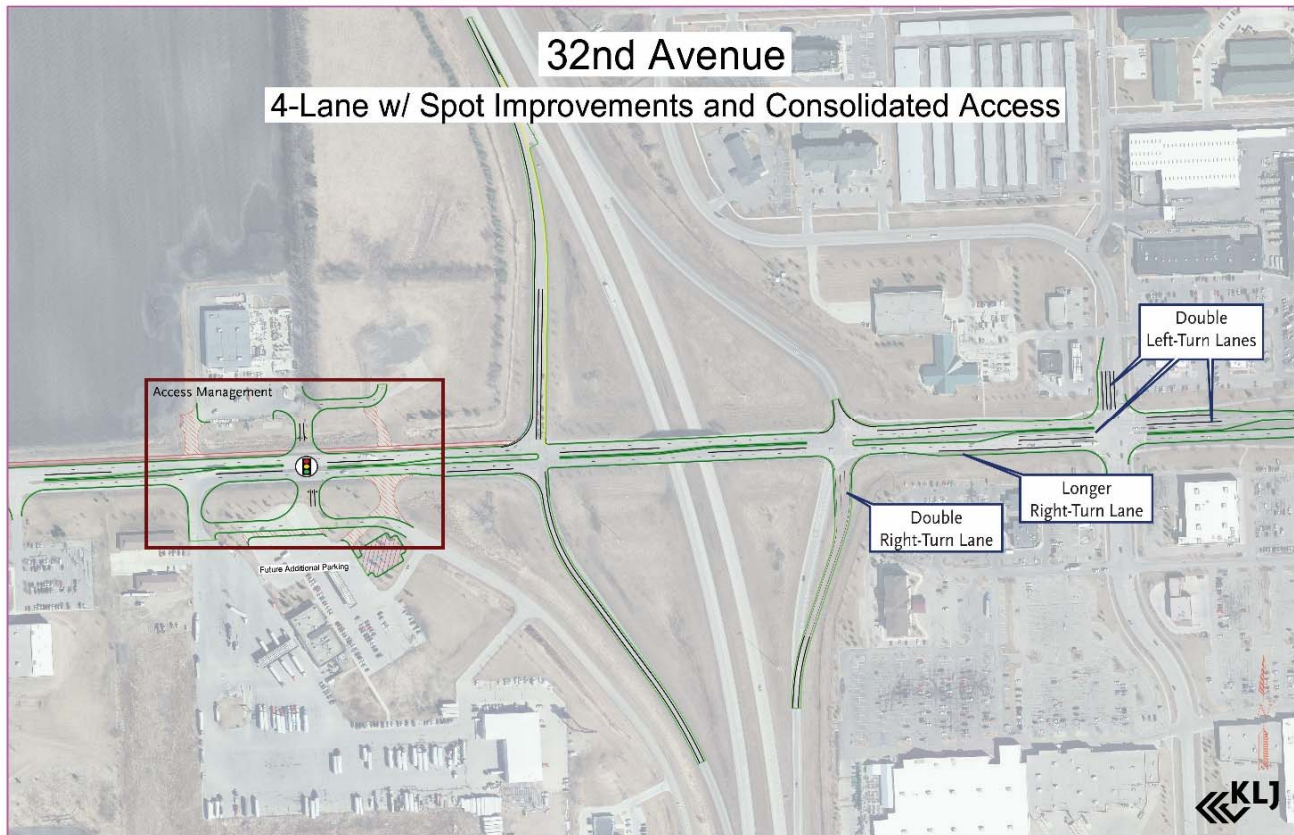 32nd Avenue
4-Lane w/ Spot Improvements and Consolidated Access
Double
Left-Turn Lanes
Access Management
Longer
Right-Turn Lane
Double
Right-Turn Lane
Future Additional Parking
KLJ